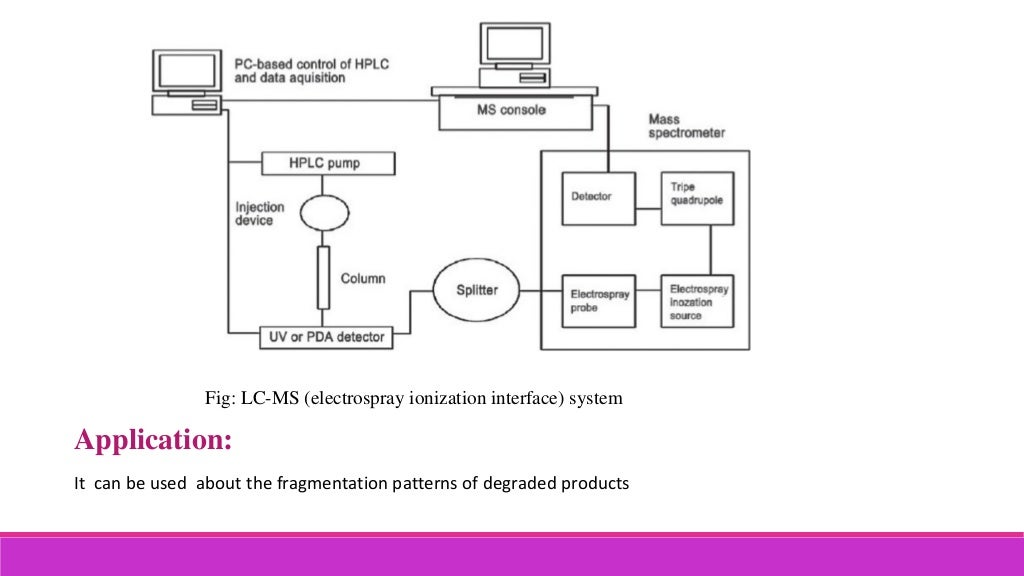 PC-based control of HPLC
and data aquisition
MS console
Mass
spectrometer
HPLC pump
Injection
device
Column
UV or PDA detector
Splitter
Detector
Tripe
quadrupole
Electrospray
probe
Electrospray
inozation
source
Fig: LC-MS (electrospray ionization interface) system
Application:
It can be used about the fragmentation patterns of degraded products